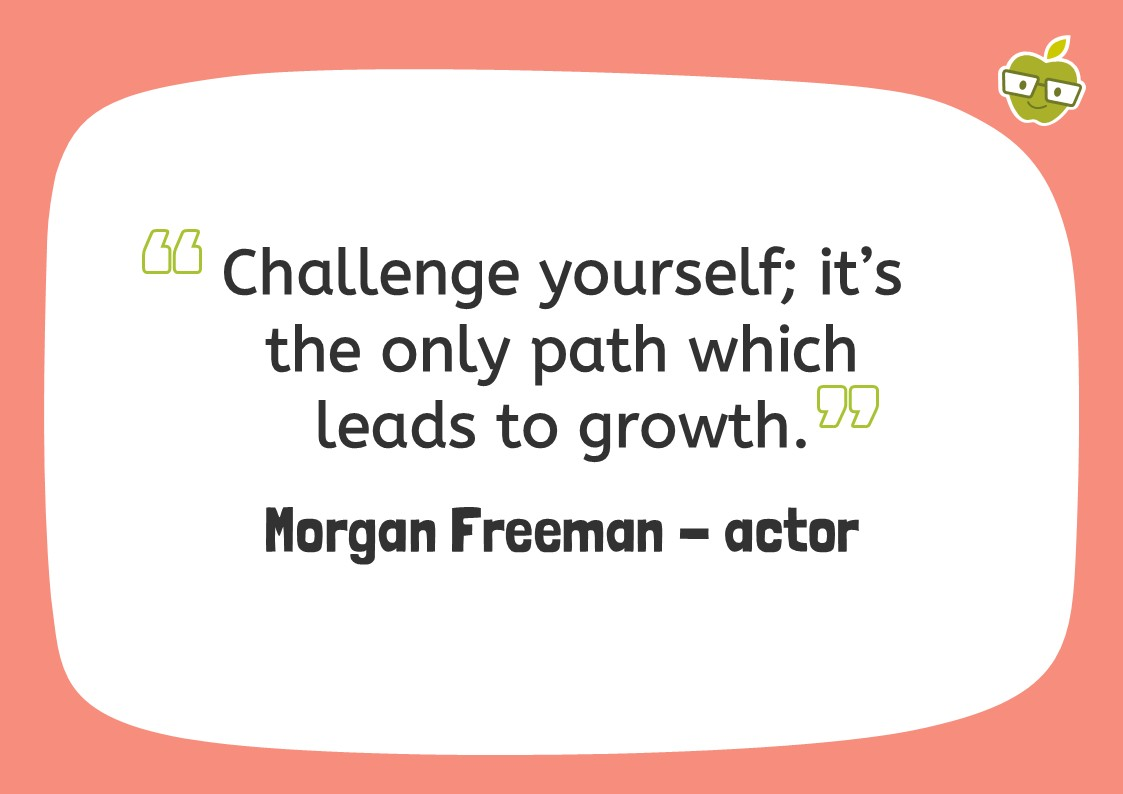 “Challenge yourself; it’s
the only path which
leads to growth.”
Morgan Freeman – actor